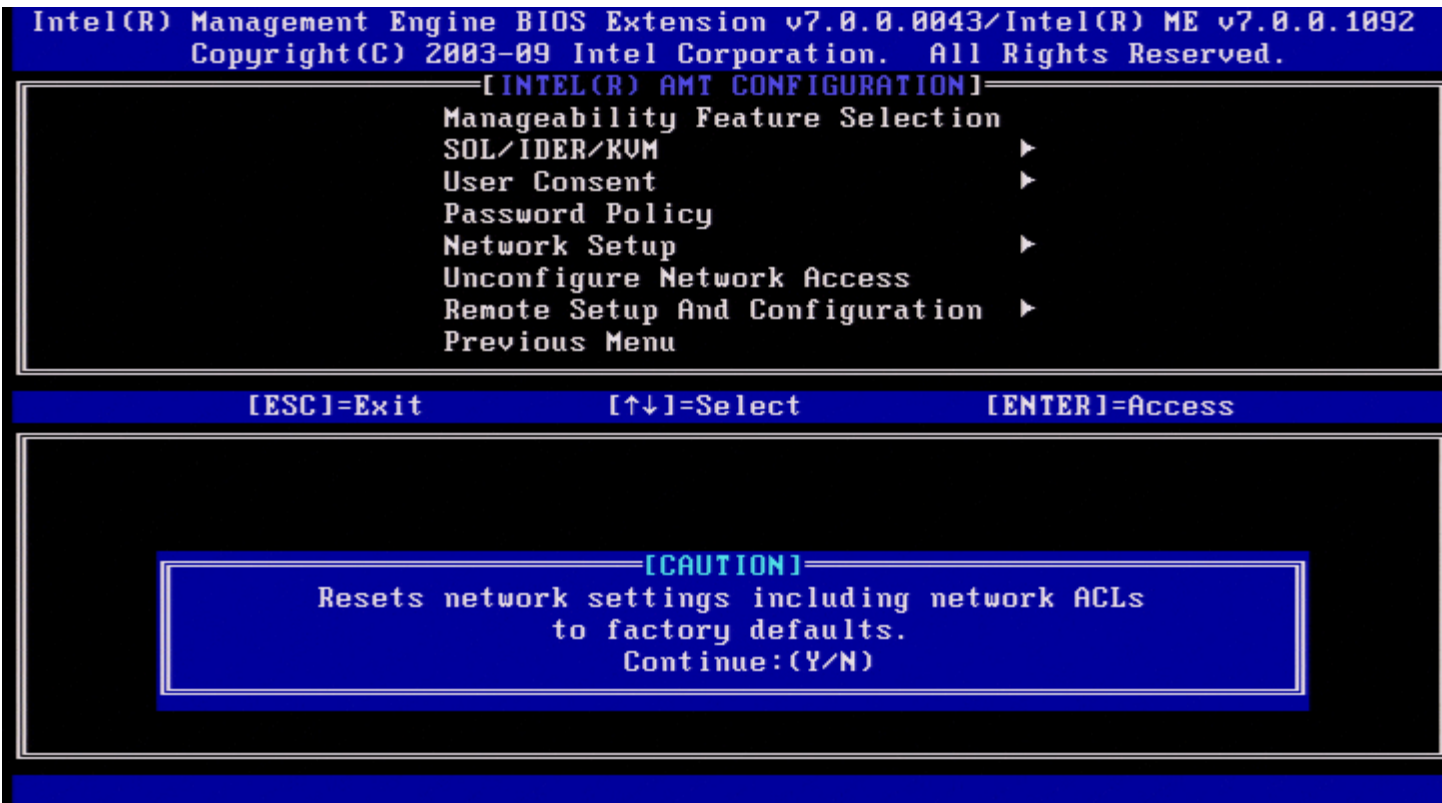 Intel(R) Management Engine BIOS Extension v7.0.0.0043/Intel(R) ME v7.0.0.1092
Copyright(C) 2003-09 Intel Corporation. All Rights Reserved.
[INTEL(R) AMT CONFIGURATION]
Manageability Feature Selection
SOL/IDER/KVM ►
User Consent ►
Password Policy
Network Setup ►
Unconfigure Network Access
Remote Setup And Configuration ►
Previous Menu
[ESC]=Exit [↑↓]=Select [ENTER]=Access
[CAUTION]
Resets network settings including network ACLs
to factory defaults.
Continue:(Y/N)